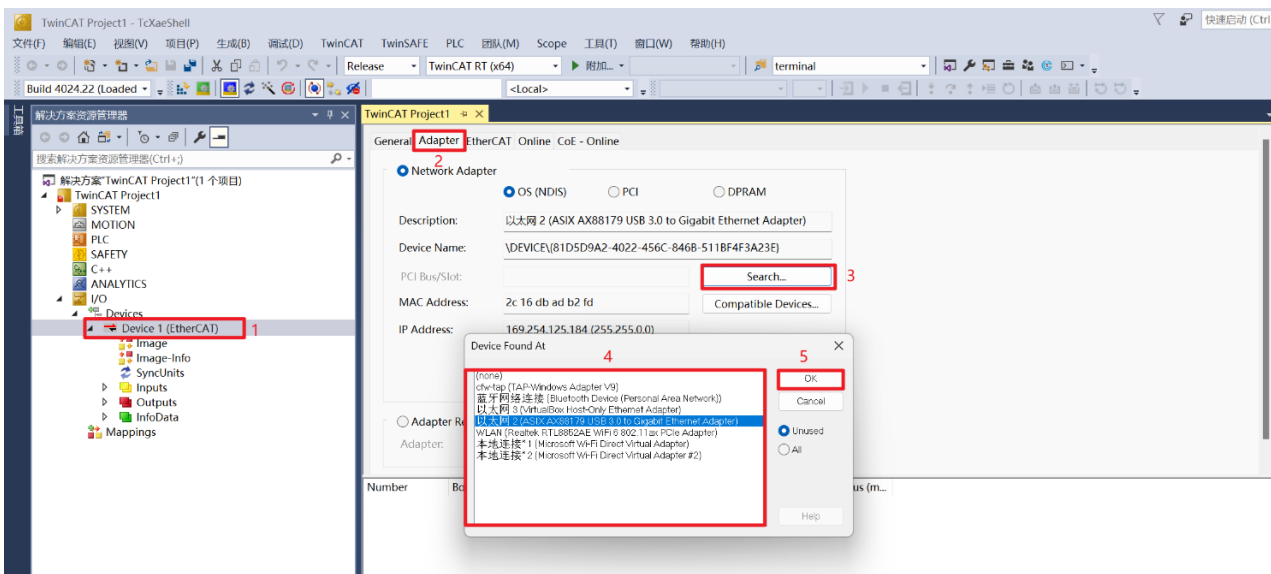 TwinCAT Project1 - TcXaeShell
快速启动 (Ctrl
文件(F) 编辑(E) 视图(V) 项目(P) 生成(B) 调试(D) TwinCAT TwinSAFE PLC 团队(M) Scope 工具(T) 窗口(W) 帮助(H)
Release TwinCAT RT (x64) 附加... terminal
Build 4024.22 (Loaded <Local>
工具箱
解决方案资源管理器
搜索解决方案资源管理器(Ctrl+;)
解决方案"TwinCAT Project1"(1 个项目)
TwinCAT Project1
SYSTEM
MOTION
PLC
SAFETY
C++
ANALYTICS
I/O
Devices
Device 1 (EtherCAT) 1
Image
Image-Info
SyncUnits
Inputs
Outputs
InfoData
Mappings
TwinCAT Project1
General Adapter EtherCAT Online CoE - Online
2
Network Adapter
OS (NDIS) PCI DPRAM
Description: 以太网 2 (ASIX AX88179 USB 3.0 to Gigabit Ethernet Adapter)
Device Name: \DEVICE\{81D5D9A2-4022-456C-846B-511BF4F3A23E}
PCI Bus/Slot: Search... 3
MAC Address: 2c 16 db ad b2 fd Compatible Devices...
IP Address: 169.254.125.184 (255.255.0.0)
Adapter Re
Adapter:
Number Bo us (m...
Device Found At
4 5
(none)
cfw-tap (TAP-Windows Adapter V9)
蓝牙网络连接 (Bluetooth Device (Personal Area Network))
以太网 3 (VirtualBox Host-Only Ethernet Adapter)
以太网 2 (ASIX AX88179 USB 3.0 to Gigabit Ethernet Adapter)
WLAN (Realtek RTL8852AE WiFi 6 802.11ax PCIe Adapter)
本地连接* 1 (Microsoft Wi-Fi Direct Virtual Adapter)
本地连接* 2 (Microsoft Wi-Fi Direct Virtual Adapter #2)
OK
Cancel
Unused
All
Help